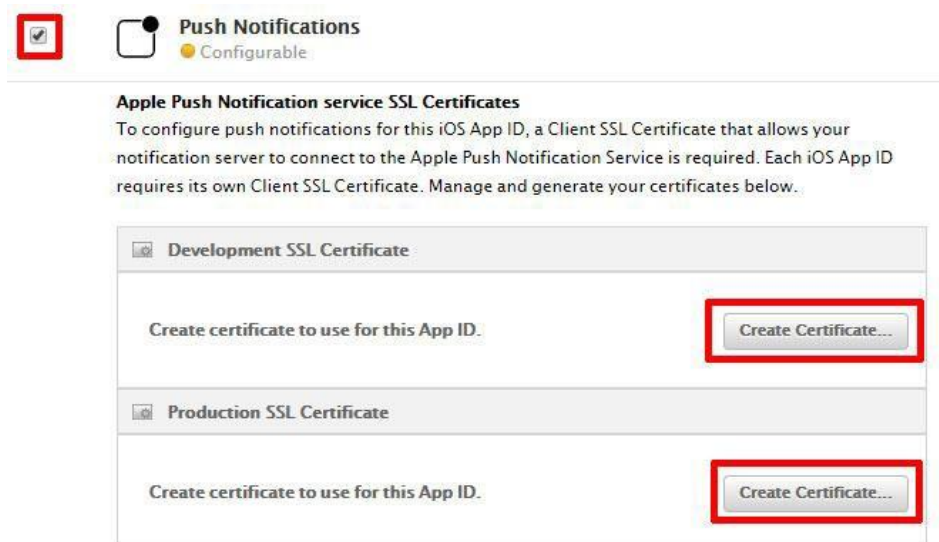 Push Notifications
Configurable
Apple Push Notification service SSL Certificates
To configure push notifications for this iOS App ID, a Client SSL Certificate that allows your
notification server to connect to the Apple Push Notification Service is required. Each iOS App ID
requires its own Client SSL Certificate. Manage and generate your certificates below.
Development SSL Certificate
Create certificate to use for this App ID.
Create Certificate...
Production SSL Certificate
Create certificate to use for this App ID.
Create Certificate...